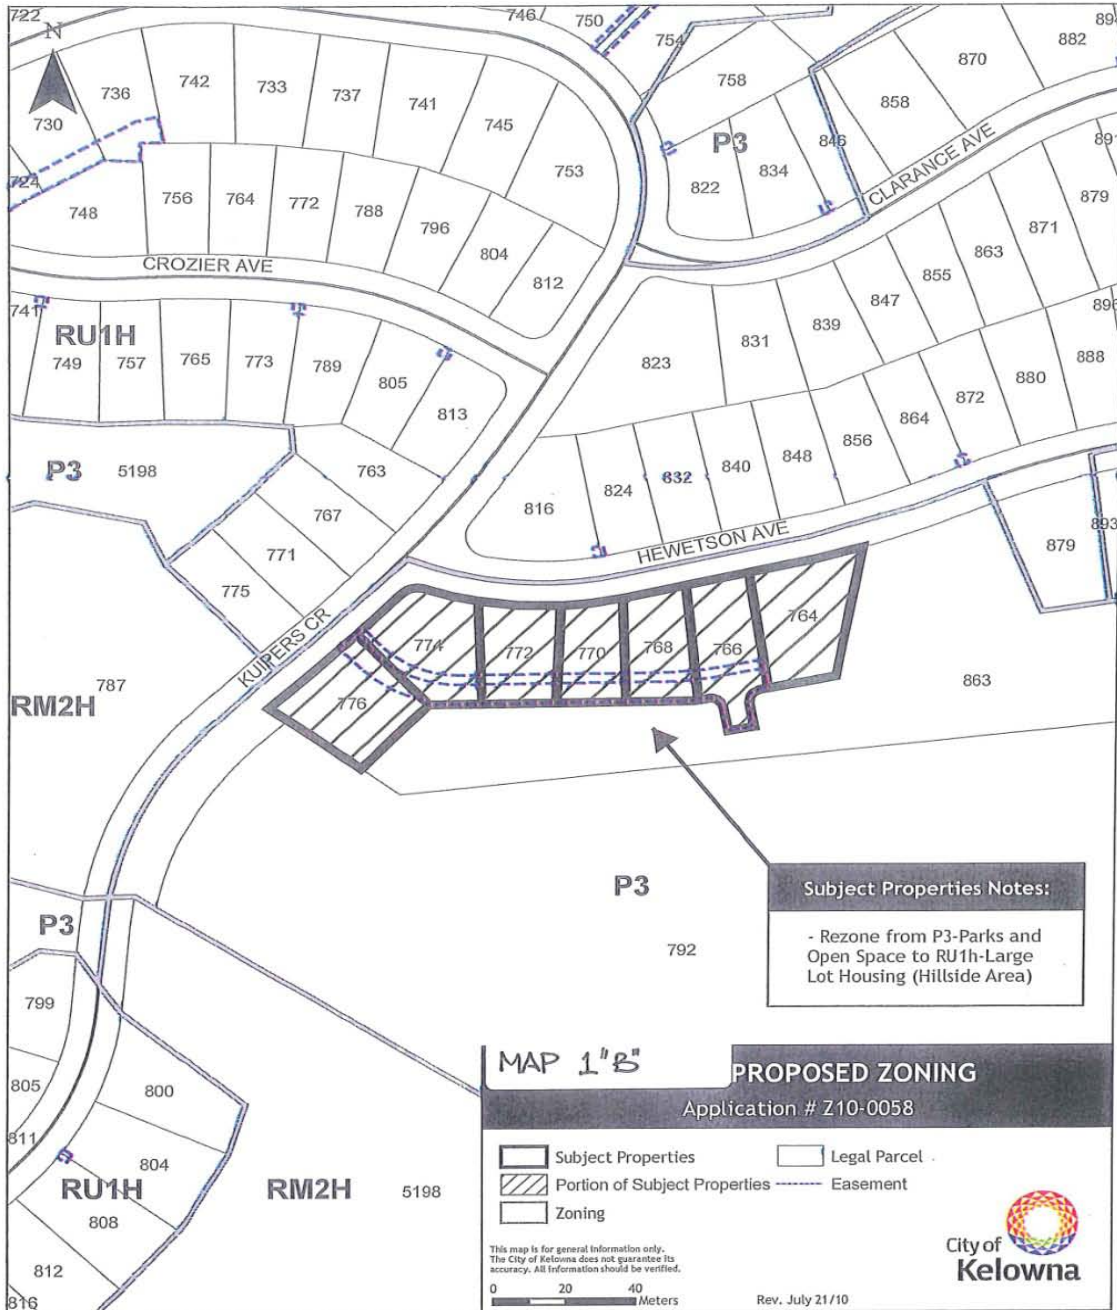 722
746
750
894
N
754
882
736
742
733
737
741
758
870
858
730
745
753
P3
834
846
CLARANCE AVE
891
724
748
756
764
772
788
796
804
812
822
879
871
863
855
CROZIER AVE
847
839
831
823
741
RU1H
749
757
765
773
789
805
813
896
888
880
872
864
856
848
840
832
824
816
P3
5198
763
767
771
775
HEWETSON AVE
879
893
KUIPERS CR
774
772
770
768
766
764
776
787
RM2H
863
P3
792
Subject Properties Notes:
- Rezone from P3-Parks and
Open Space to RU1h-Large
Lot Housing (Hillside Area)
P3
799
805
811
800
804
RU1H
808
812
816
RM2H
5198
MAP 1"B"
PROPOSED ZONING
Application # Z10-0058
Subject Properties
Legal Parcel
Portion of Subject Properties
Easement
Zoning
This map is for general information only.
The City of Kelowna does not guarantee its
accuracy. All information should be verified.
0 20 40
Meters
Rev. July 21/10
City of
Kelowna